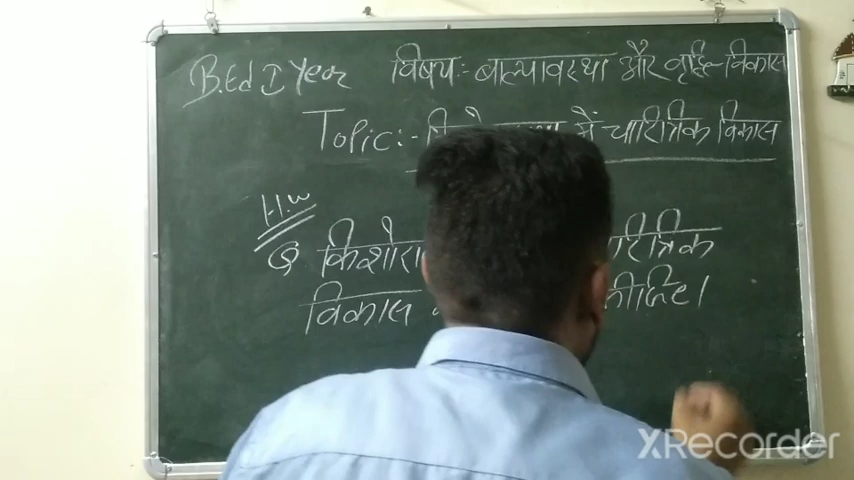 B.Ed I Year विषय:- बाल्यावस्था और वृद्धि-विकास
Topic:- में चारित्रिक विकास
H.W
Q किशोरा
विकास कीजिए।
XRecorder